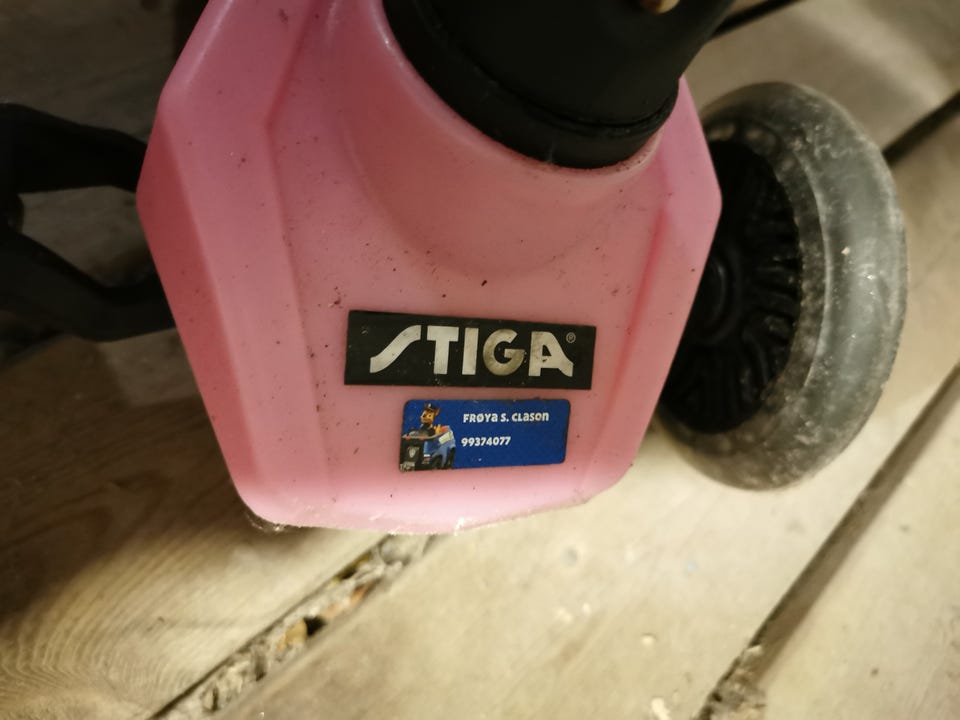 STIGA®
FRØYA S. CLASON
99374077